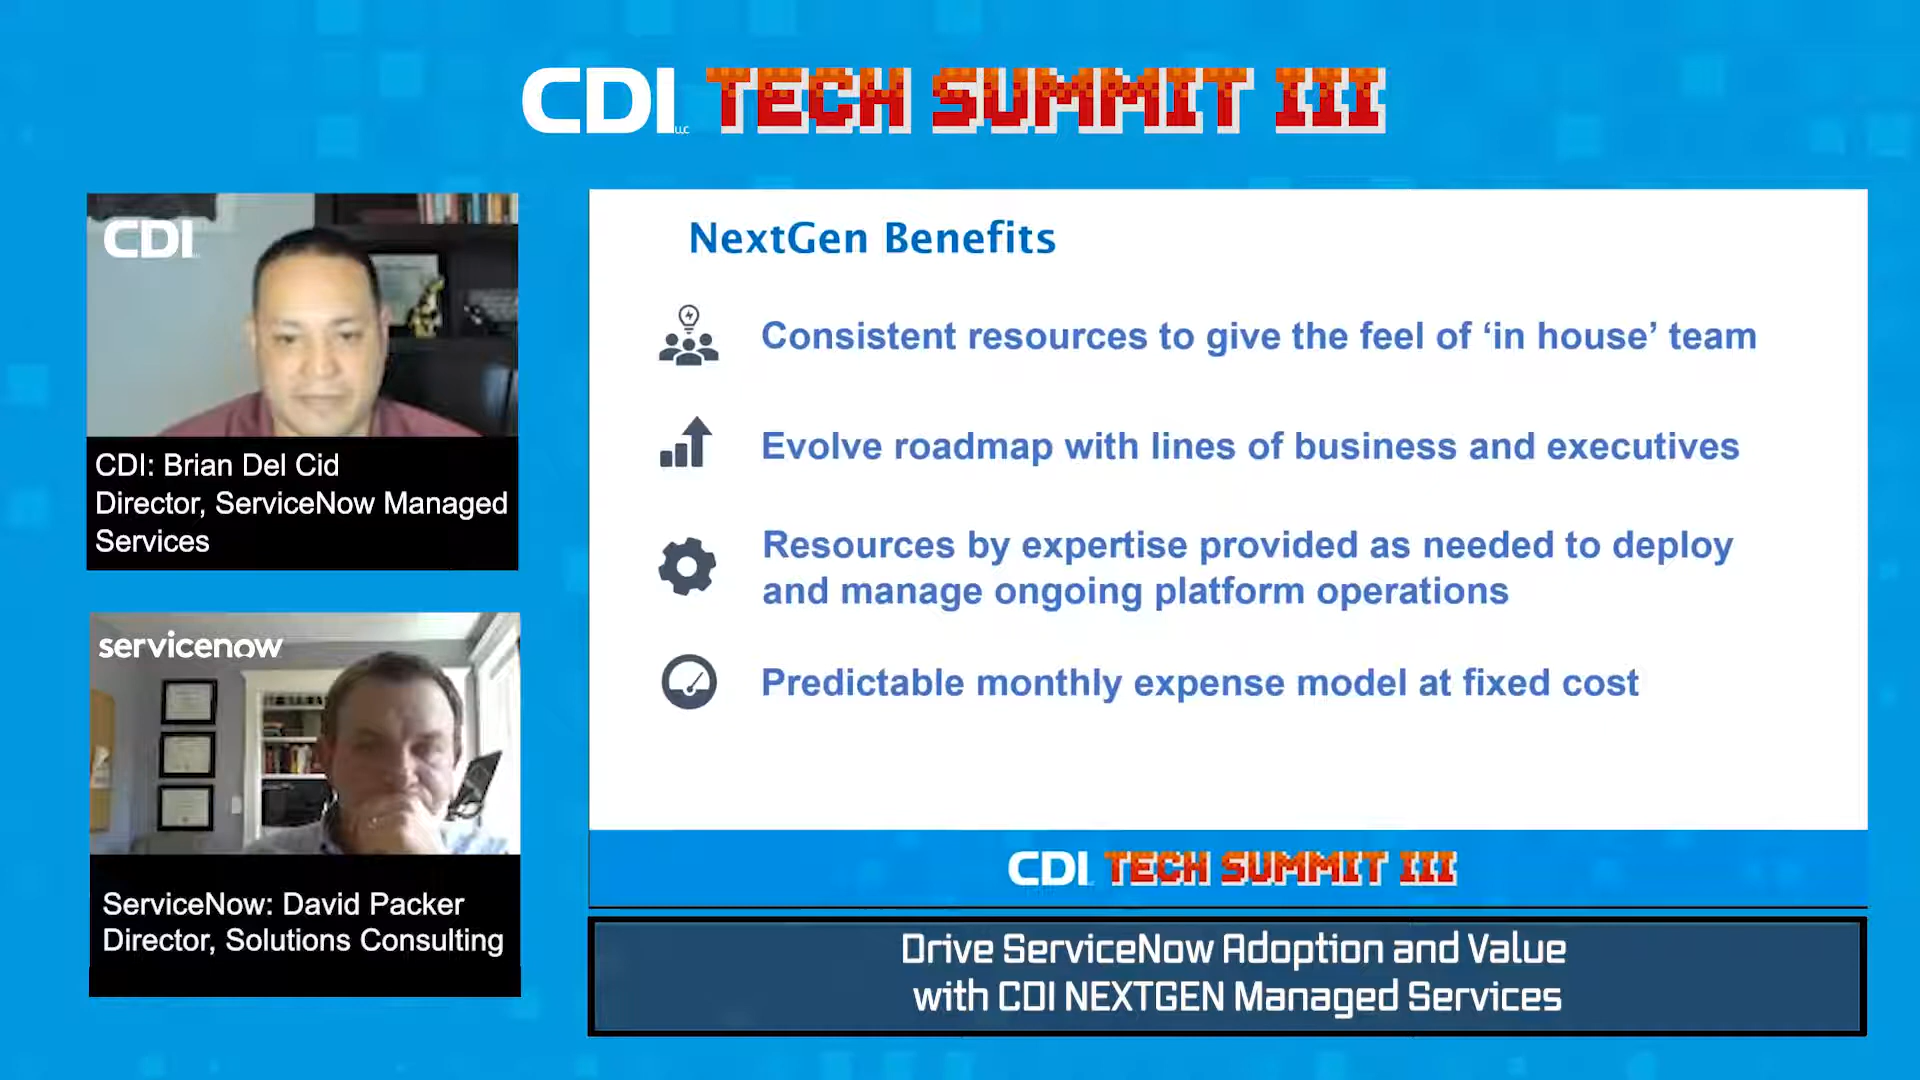 CDI LLC TECH SUMMIT III
CDI
CDI: Brian Del Cid
Director, ServiceNow Managed
Services
servicenow
ServiceNow: David Packer
Director, Solutions Consulting
NextGen Benefits
Consistent resources to give the feel of ‘in house’ team
Evolve roadmap with lines of business and executives
Resources by expertise provided as needed to deploy
and manage ongoing platform operations
Predictable monthly expense model at fixed cost
CDI TECH SUMMIT III
Drive ServiceNow Adoption and Value
with CDI NEXTGEN Managed Services